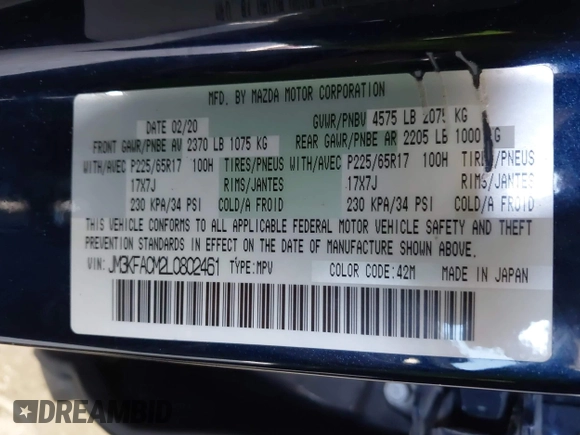 MFD. BY MAZDA MOTOR CORPORATION
DATE 02/20 GVWR/PNBV 4575 LB 2075 KG
FRONT GAWR/PNBE AV 2370 LB 1075 KG REAR GAWR/PNBE AR 2205 LB 1000 KG
WITH/AVEC P225/65R17 100H TIRES/PNEUS WITH/AVEC P225/65R17 100H TIRES/PNEUS
17X7J RIMS/JANTES 17X7J RIMS/JANTES
230 KPA/34 PSI COLD/A FROID 230 KPA/34 PSI COLD/A FROID
THIS VEHICLE CONFORMS TO ALL APPLICABLE FEDERAL MOTOR VEHICLE SAFETY AND THEFT
PREVENTION STANDARDS IN EFFECT ON THE DATE OF MANUFACTURE SHOWN ABOVE.
VIN: JM3KFACM2L0802461 TYPE:MPV COLOR CODE:42M MADE IN JAPAN
DREAMBID